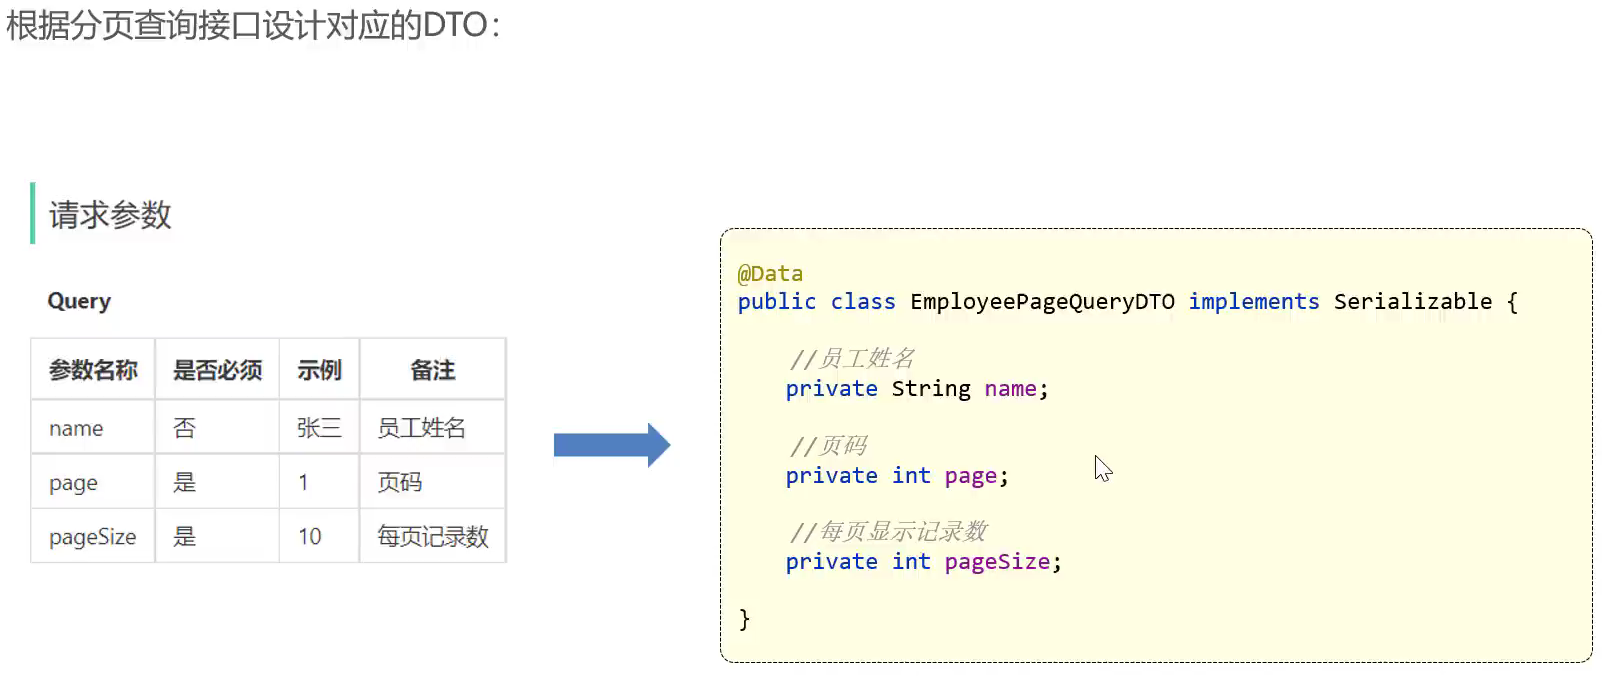 根据分页查询接口设计对应的DTO：
请求参数
Query
参数名称 是否必须 示例 备注
name 否 张三 员工姓名
page 是 1 页码
pageSize 是 10 每页记录数
@Data
public class EmployeePageQueryDTO implements Serializable {
//员工姓名
private String name;
//页码
private int page;
//每页显示记录数
private int pageSize;
}